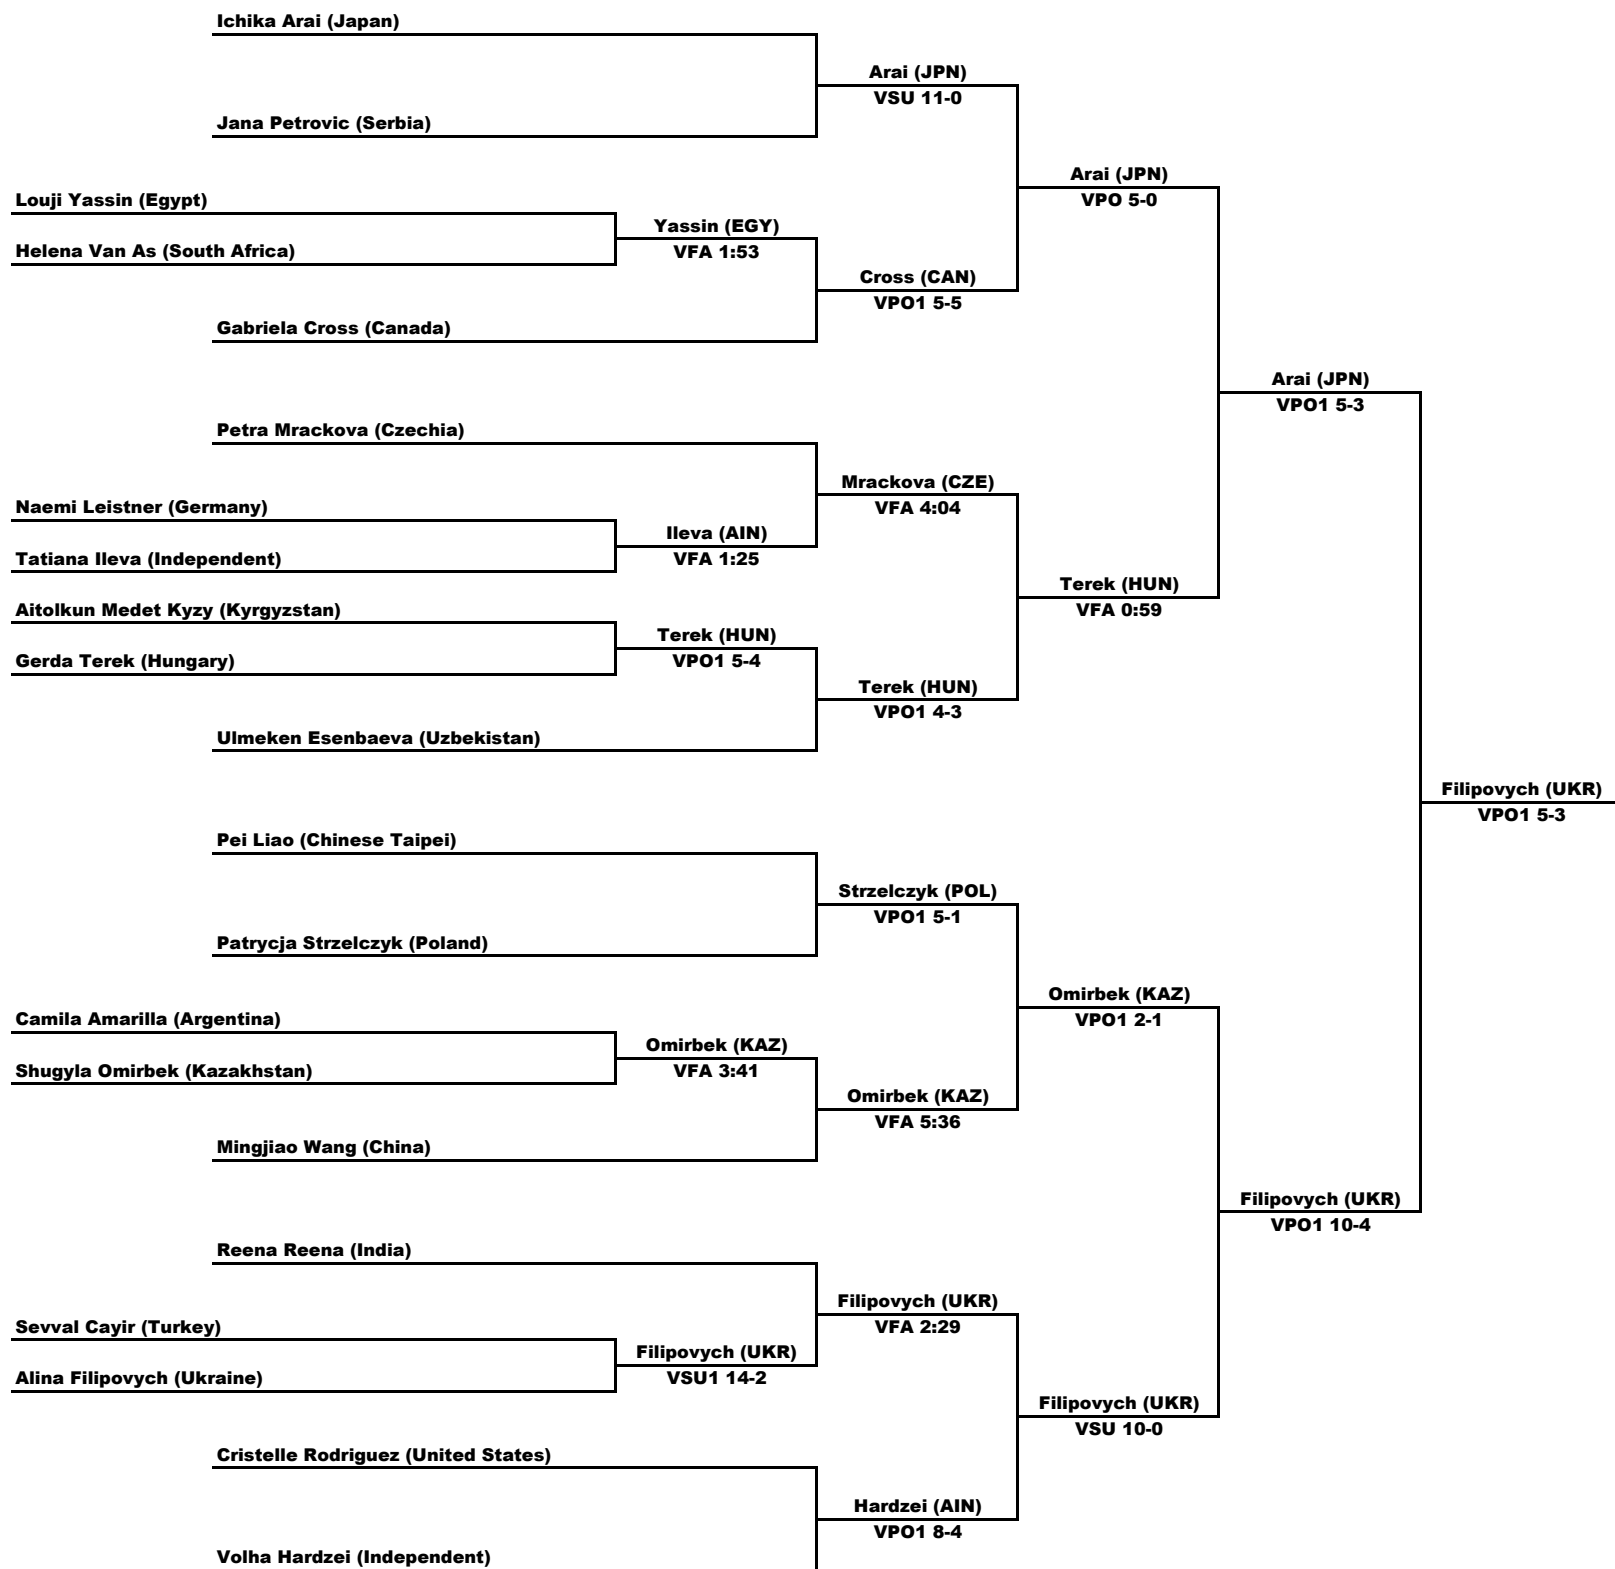 Ichika Arai (Japan)
Arai (JPN)
VSU 11-0
Jana Petrovic (Serbia)
Arai (JPN)
VPO 5-0
Louji Yassin (Egypt)
Yassin (EGY)
VFA 1:53
Helena Van As (South Africa)
Cross (CAN)
VPO1 5-5
Gabriela Cross (Canada)
Arai (JPN)
VPO1 5-3
Petra Mrackova (Czechia)
Mrackova (CZE)
VFA 4:04
Naemi Leistner (Germany)
Ileva (AIN)
VFA 1:25
Tatiana Ileva (Independent)
Terek (HUN)
VFA 0:59
Aitolkun Medet Kyzy (Kyrgyzstan)
Terek (HUN)
VPO1 5-4
Gerda Terek (Hungary)
Terek (HUN)
VPO1 4-3
Ulmeken Esenbaeva (Uzbekistan)
Filipovych (UKR)
VPO1 5-3
Pei Liao (Chinese Taipei)
Strzelczyk (POL)
VPO1 5-1
Patrycja Strzelczyk (Poland)
Omirbek (KAZ)
VPO1 2-1
Camila Amarilla (Argentina)
Omirbek (KAZ)
VFA 3:41
Shugyla Omirbek (Kazakhstan)
Omirbek (KAZ)
VFA 5:36
Mingjiao Wang (China)
Filipovych (UKR)
VPO1 10-4
Reena Reena (India)
Filipovych (UKR)
VFA 2:29
Sevval Cayir (Turkey)
Filipovych (UKR)
VSU1 14-2
Alina Filipovych (Ukraine)
Filipovych (UKR)
VSU 10-0
Cristelle Rodriguez (United States)
Hardzei (AIN)
VPO1 8-4
Volha Hardzei (Independent)